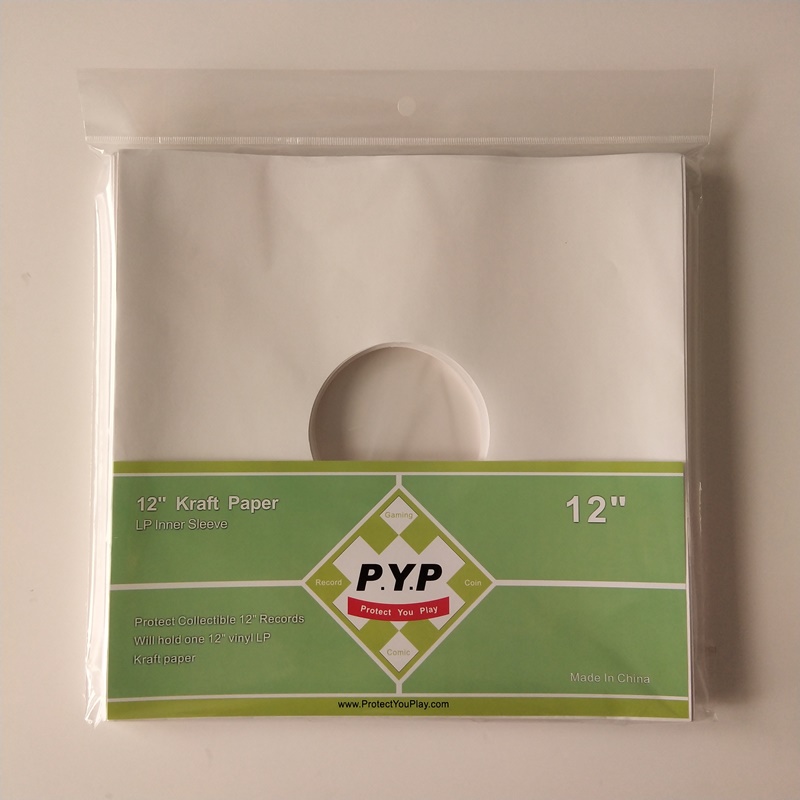 12" Kraft Paper
LP Inner Sleeve
12"
Gaming
Record
P.Y.P
Coin
Protect You Play
Comic
Protect Collectible 12" Records
Will hold one 12" vinyl LP
Kraft paper
Made In China
www.ProtectYouPlay.com